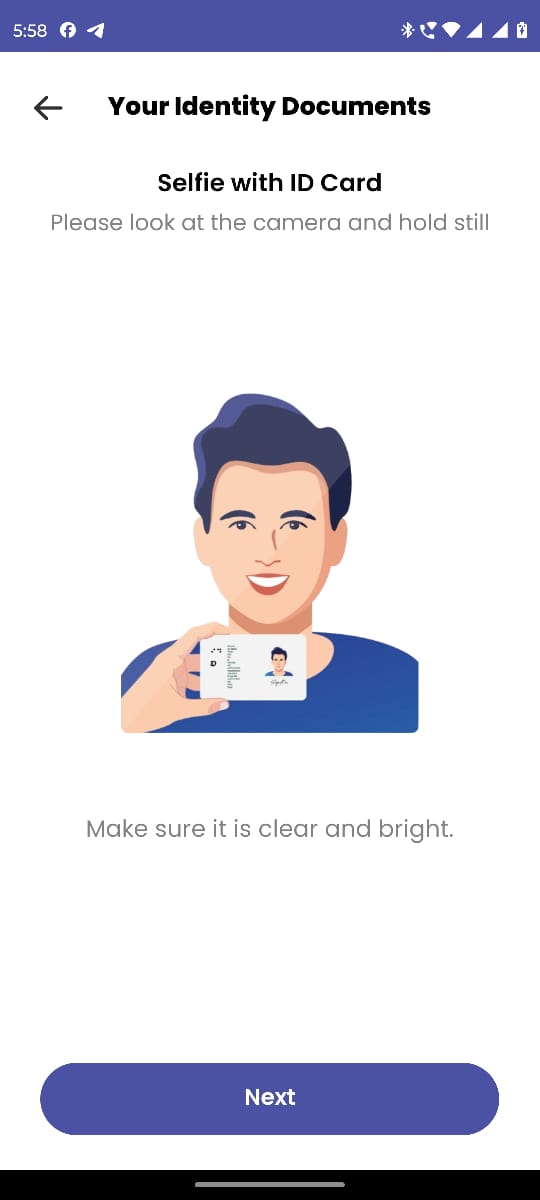 5:58
Your Identity Documents
Selfie with ID Card
Please look at the camera and hold still
ID
Make sure it is clear and bright.
Next